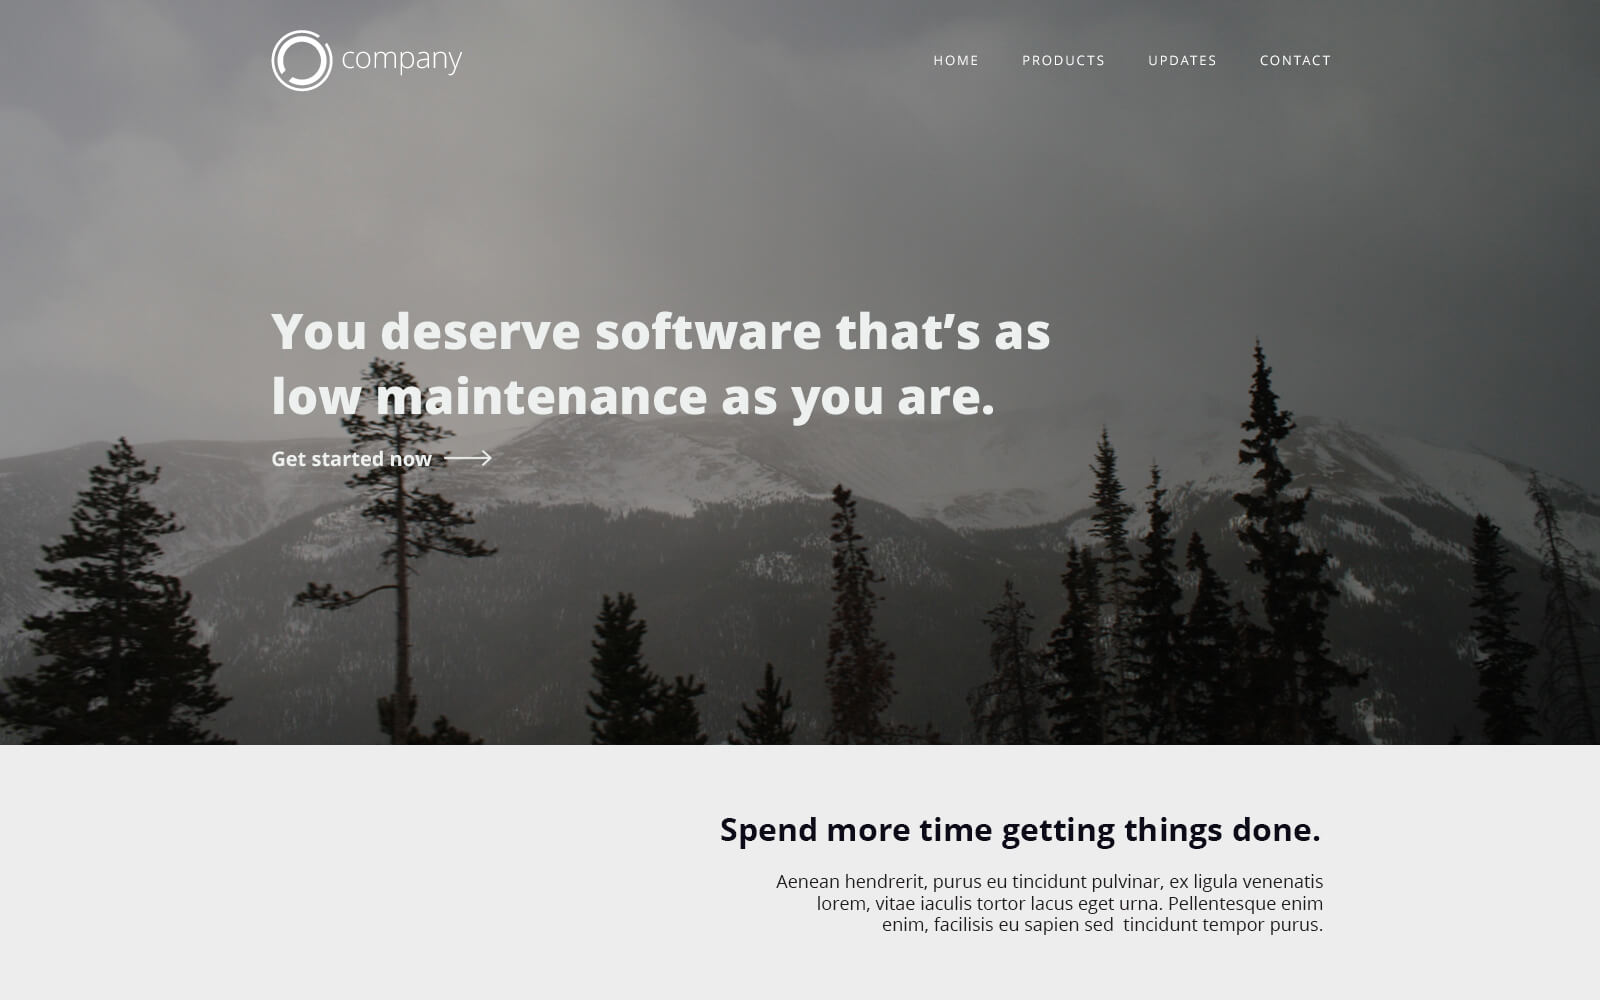 company
HOME PRODUCTS UPDATES CONTACT
You deserve software that’s as
low maintenance as you are.
Get started now
Spend more time getting things done.
Aenean hendrerit, purus eu tincidunt pulvinar, ex ligula venenatis
lorem, vitae iaculis tortor lacus eget urna. Pellentesque enim
enim, facilisis eu sapien sed  tincidunt tempor purus.